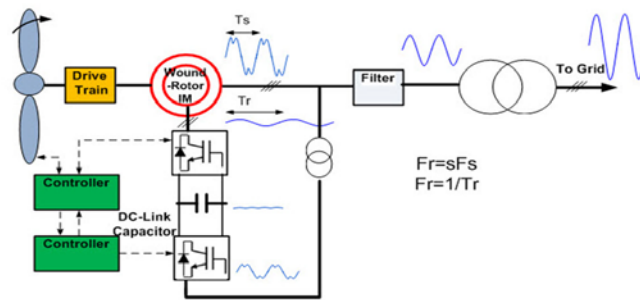 Ts
Drive
Train
Wound
-Rotor
IM
Filter
To Grid
Tr
Fr=sFs
Fr=1/Tr
Controller
DC-Link
Capacitor
Controller